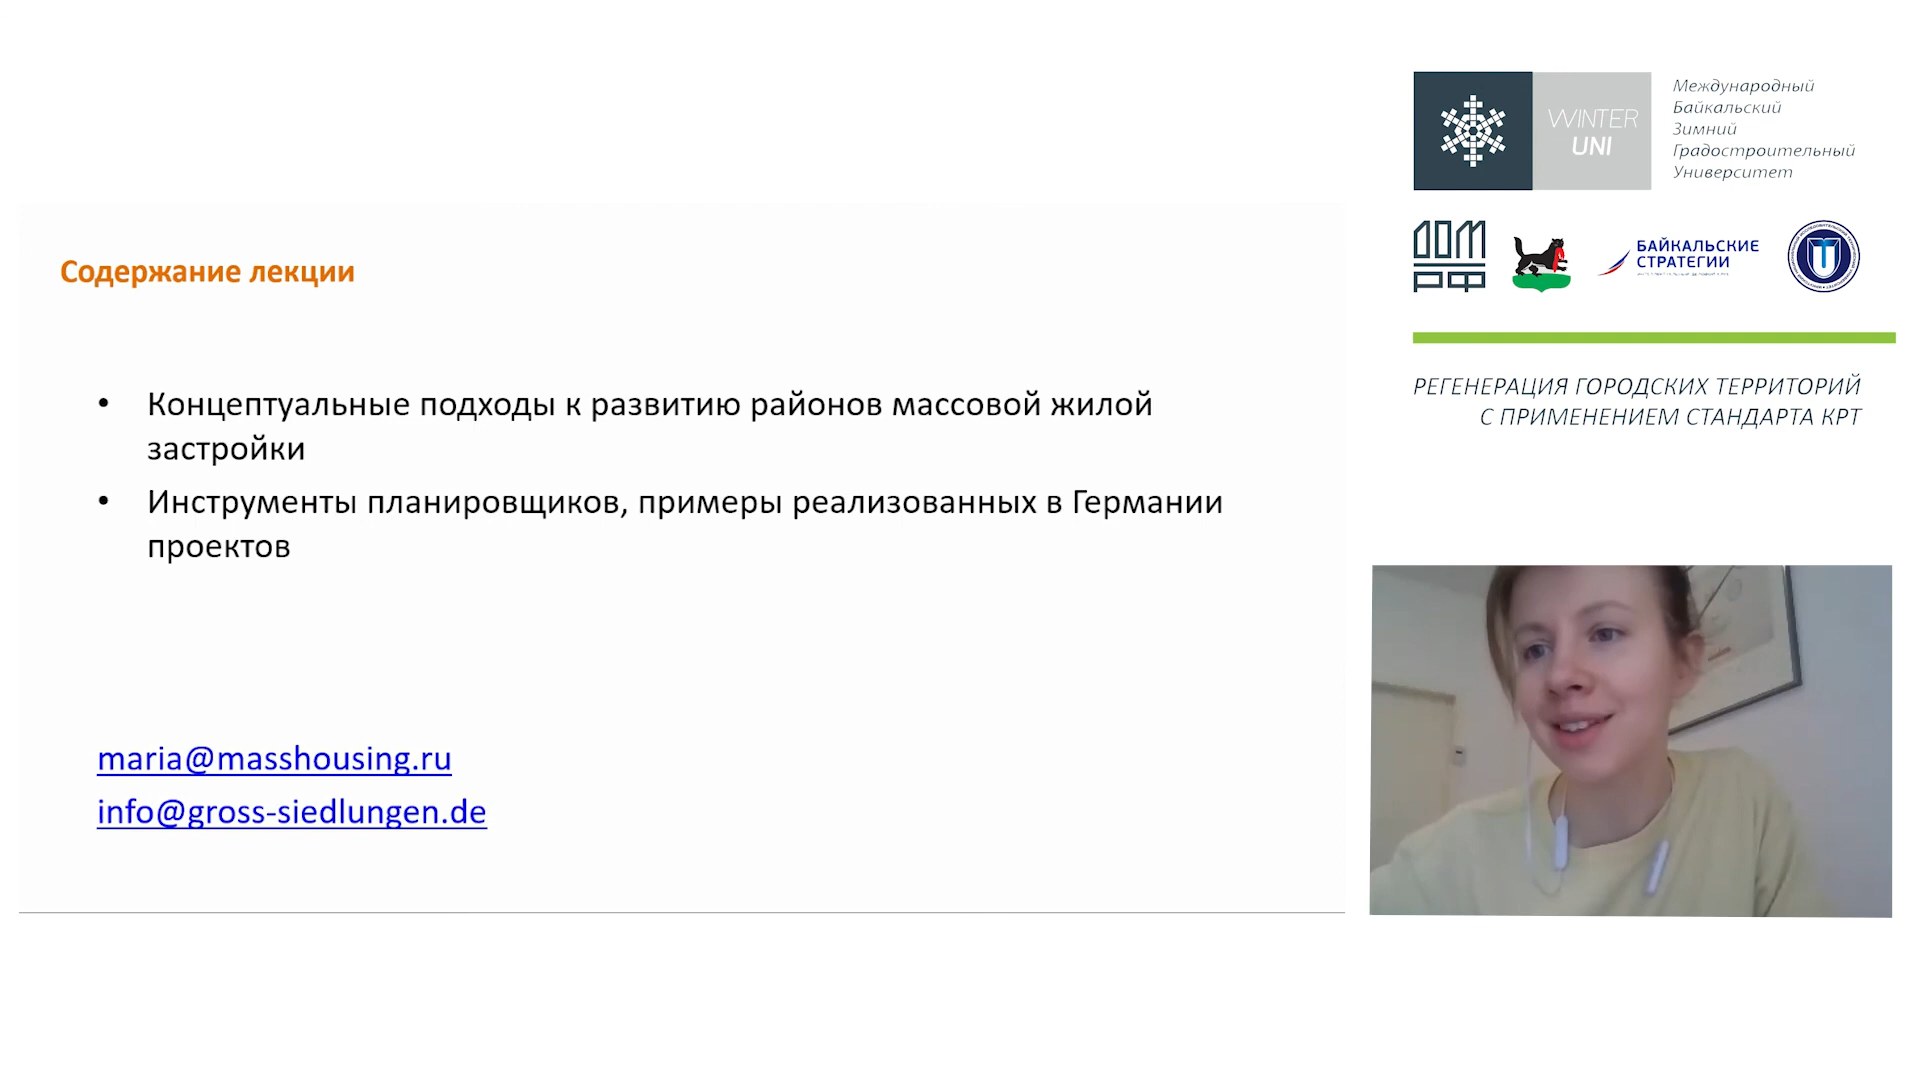 Содержание лекции
• Концептуальные подходы к развитию районов массовой жилой
застройки
• Инструменты планировщиков, примеры реализованных в Германии
проектов
maria@masshousing.ru
info@gross-siedlungen.de
WINTER
UNI
Международный
Байкальский
Зимний
Градостроительный
Университет
ДОМ
РФ
БАЙКАЛЬСКИЕ
СТРАТЕГИИ
РЕГЕНЕРАЦИЯ ГОРОДСКИХ ТЕРРИТОРИЙ
С ПРИМЕНЕНИЕМ СТАНДАРТА КРТ